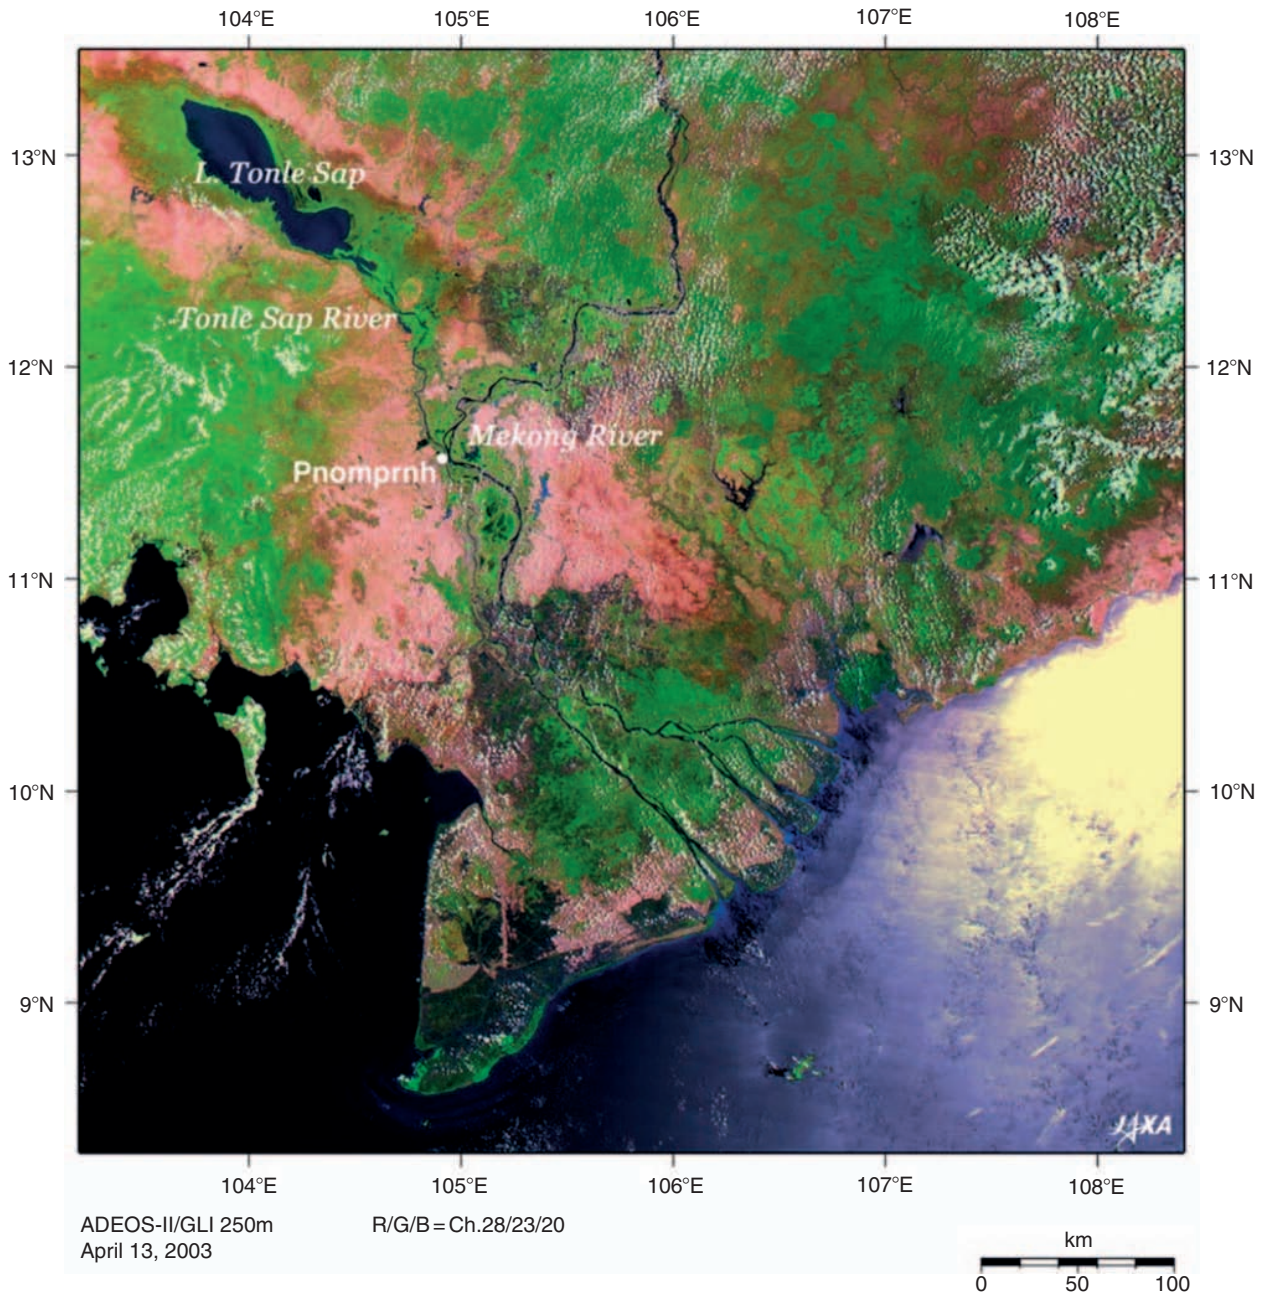 104°E 105°E 106°E 107°E 108°E
13°N 13°N
L. Tonle Sap
Tonle Sap River
12°N 12°N
Mekong River
Pnomprnh
11°N 11°N
10°N 10°N
9°N 9°N
JAXA
104°E 105°E 106°E 107°E 108°E
ADEOS-II/GLI 250m R/G/B=Ch.28/23/20
April 13, 2003
km
0 50 100